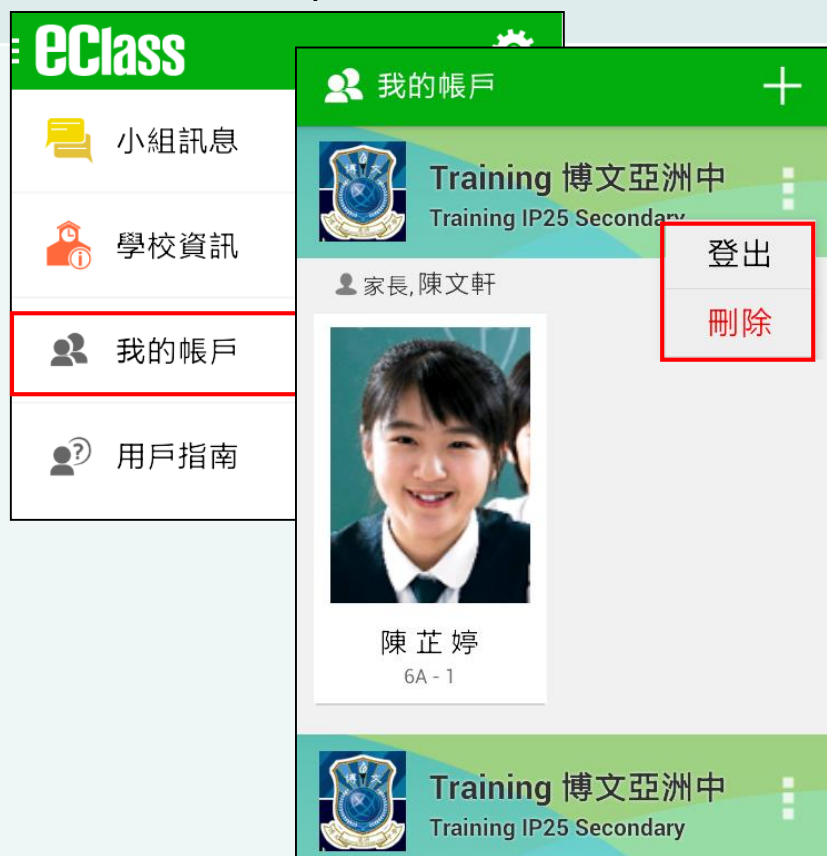 eClass
小組訊息
學校資訊
我的帳戶
用戶指南
我的帳戶
Training 博文亞洲中
Training IP25 Secondary
登出
刪除
家長,陳文軒
陳芷婷
6A - 1
Training 博文亞洲中
Training IP25 Secondary